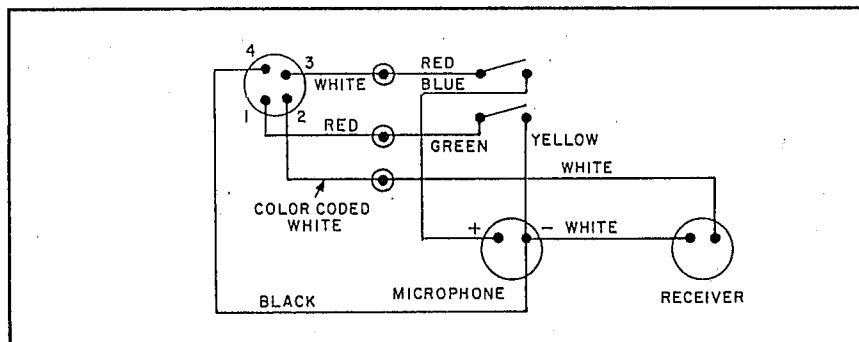 4
3
RED
WHITE
BLUE
1
2
RED
GREEN
YELLOW
WHITE
COLOR CODED
WHITE
+
-
WHITE
BLACK
MICROPHONE
RECEIVER